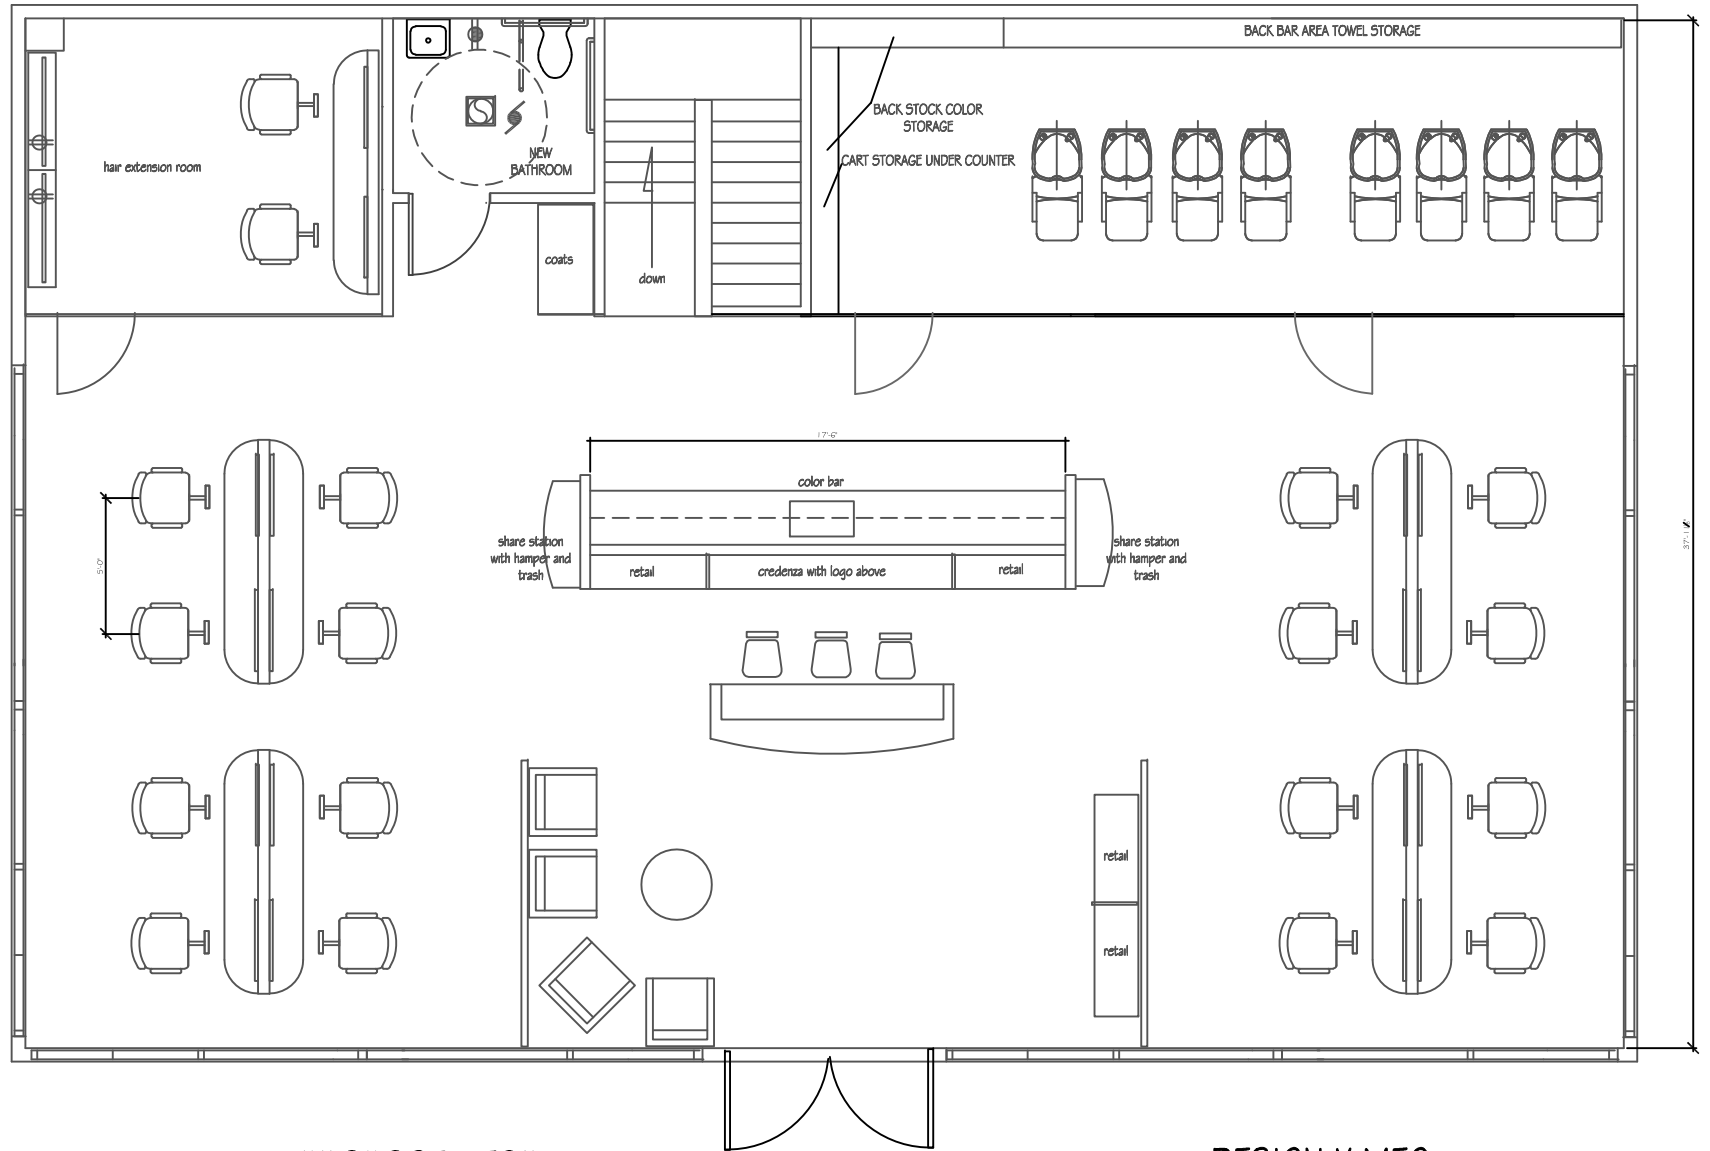 BACK BAR AREA TOWEL STORAGE
BACK STOCK COLOR
STORAGE
CART STORAGE UNDER COUNTER
NEW
BATHROOM
hair extension room
coats
down
17'-6"
color bar
share station
with hamper and
trash
retail
credenza with logo above
retail
share station
with hamper and
trash
5'-0"
retail
retail